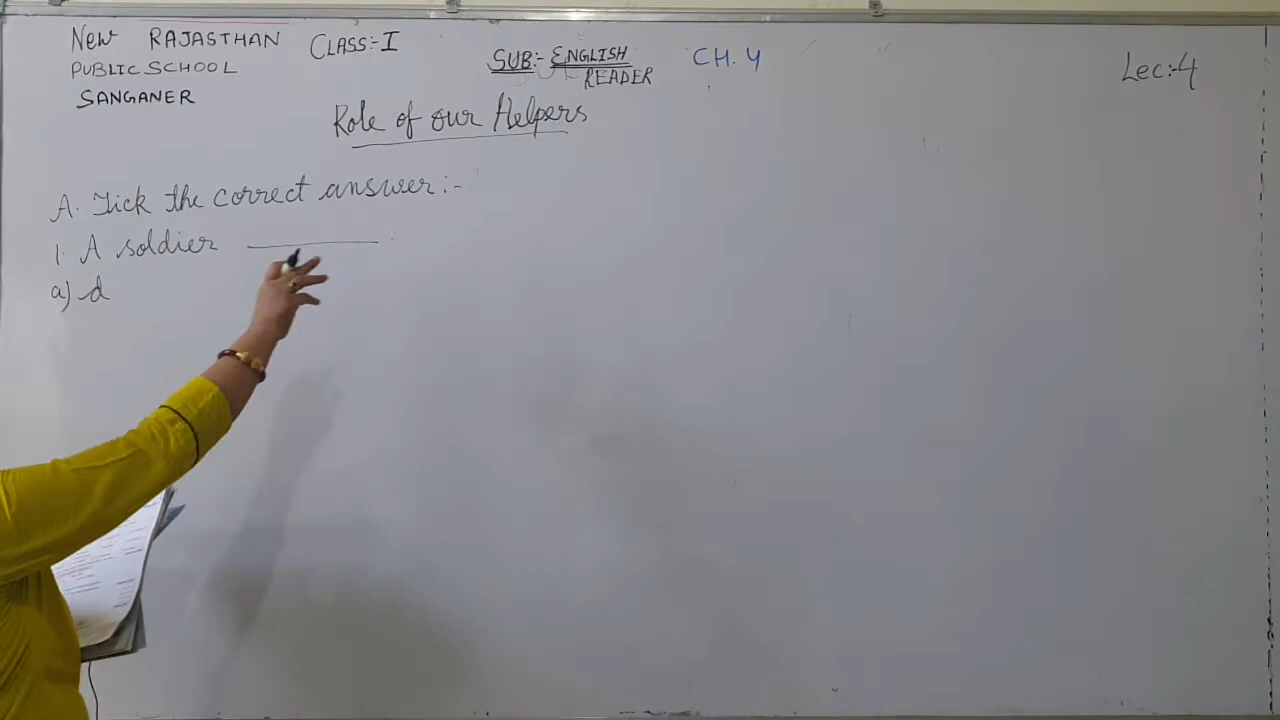 New RAJASTHAN
PUBLIC SCHOOL
SANGANER
CLASS:- I
SUB:- ENGLISH
READER
CH. 4
Lec:- 4
Role of our Helpers
A. Tick the correct answer:-
1. A soldier ________.
a) d